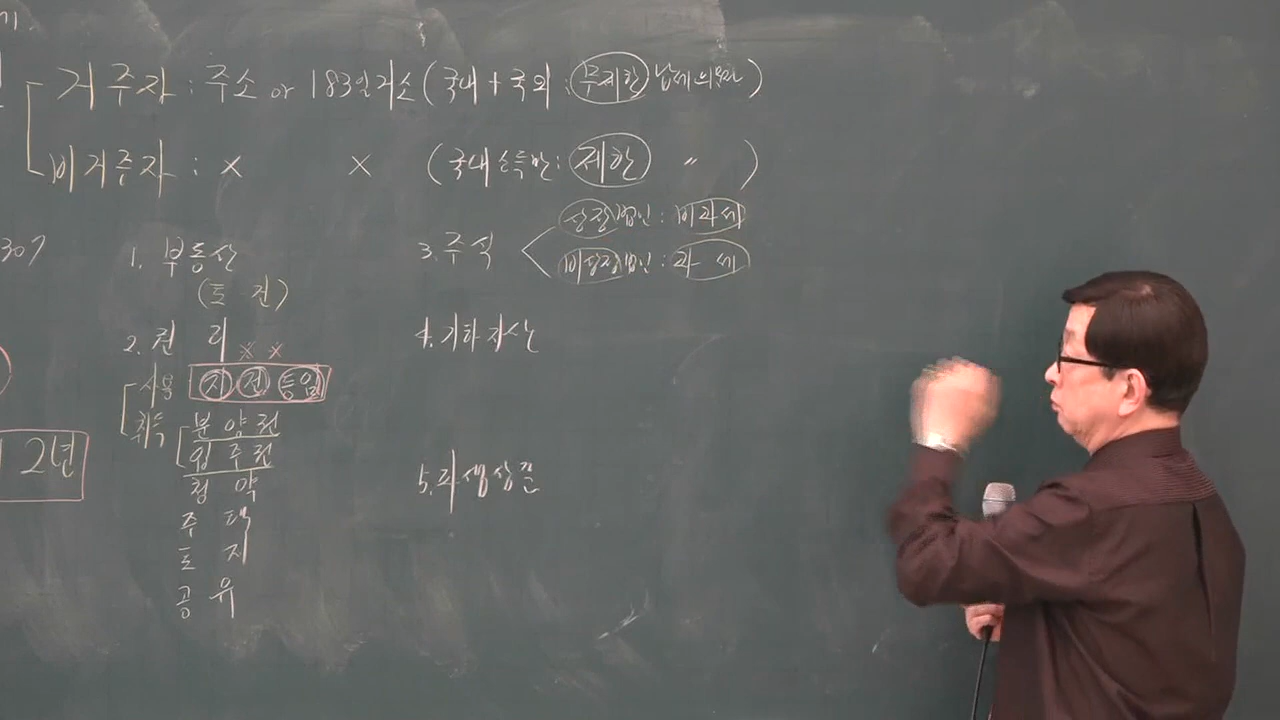 거주자 : 주소 or 183일 거소 (국내 + 국외 : 무제한 납세의무자)
비거주자 : × × (국내소득만 : 제한 〃 )
307
1. 부동산
(토 건)
2. 권 리
× ×
사용 지 전 등임
취득 분양권
입주권
청 약
주 택
토 지
공 유
2년
3. 주식
상장법인 : 비과세
비상장법인 : 과 세
4. 기타자산
5. 파생상품